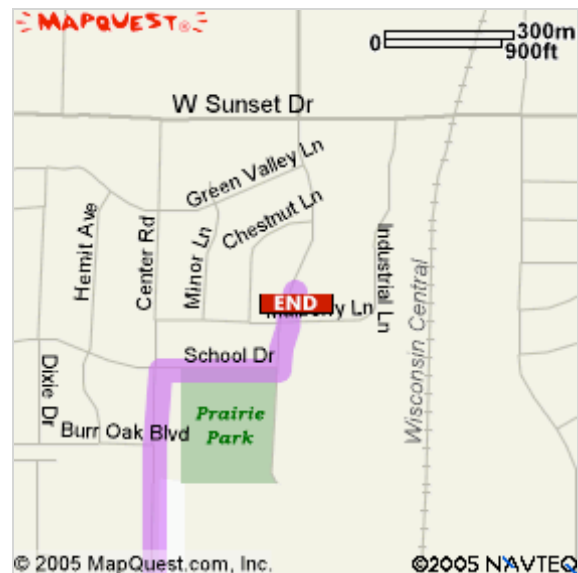 MAPQUEST
300m
0
900ft
W Sunset Dr
Green Valley Ln
Chestnut Ln
Hemit Ave
Center Rd
Minor Ln
Industrial Ln
END
Mulberry Ln
Wisconsin Central
School Dr
Dixie Dr
Prairie
Park
Burr Oak Blvd
© 2005 MapQuest.com, Inc.
©2005 NAVTEQ